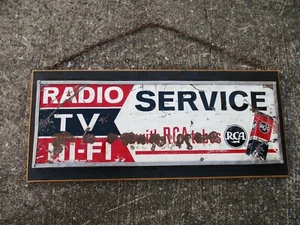 RADIO
TV
HI-FI
SERVICE
with RCA tubes
RCA